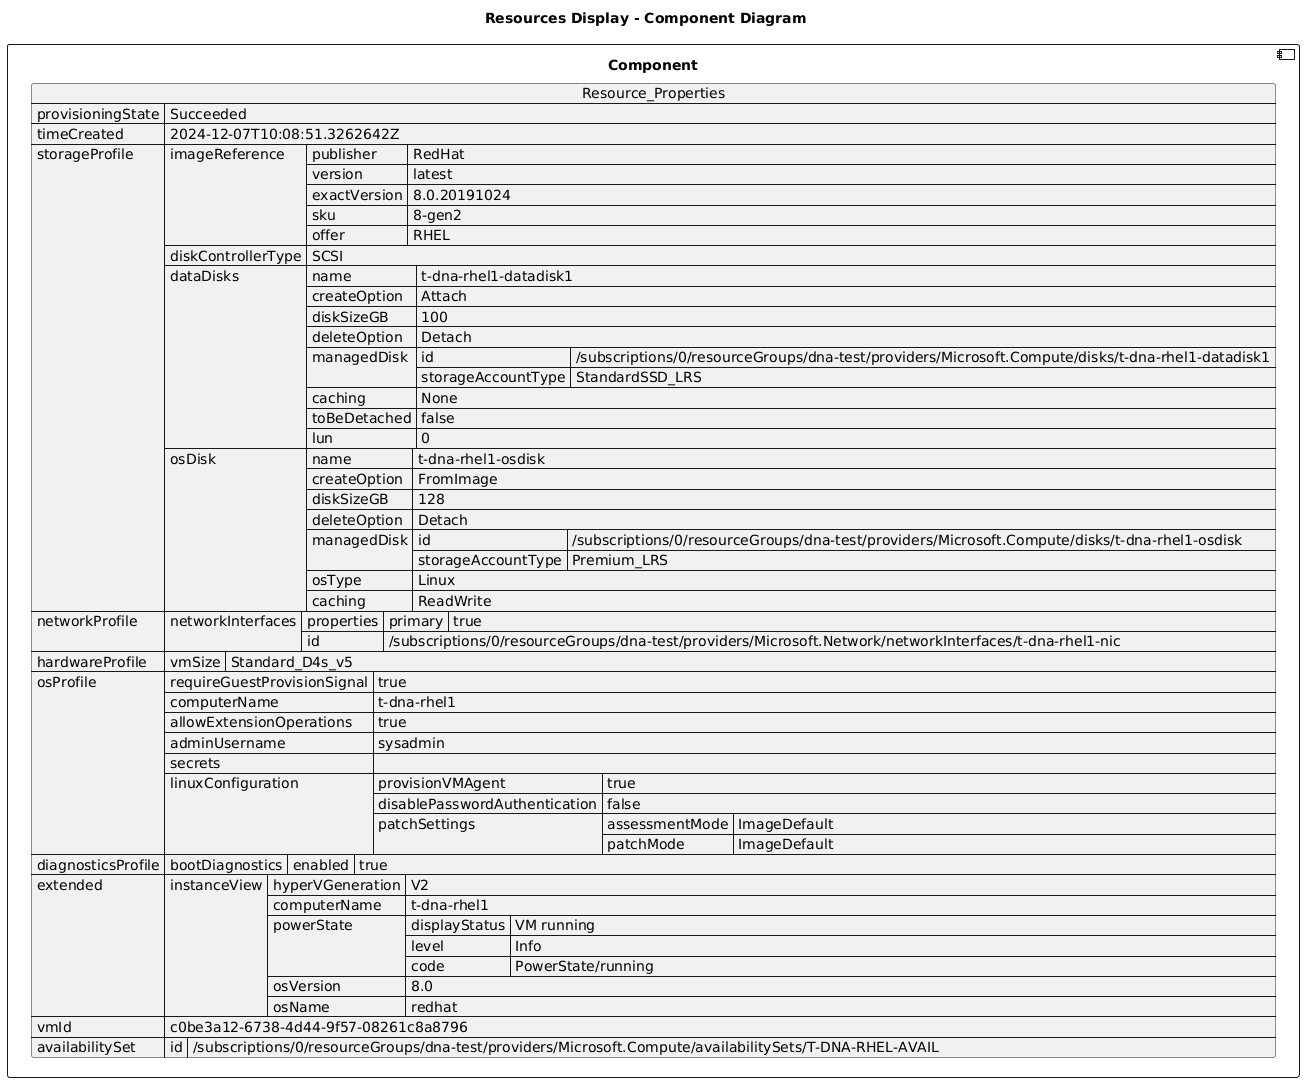 Resources Display - Component Diagram
Component
Resource_Properties
provisioningState Succeeded
timeCreated 2024-12-07T10:08:51.3262642Z
storageProfile imageReference publisher RedHat
version latest
exactVersion 8.0.20191024
sku 8-gen2
offer RHEL
diskControllerType SCSI
dataDisks name t-dna-rhel1-datadisk1
createOption Attach
diskSizeGB 100
deleteOption Detach
managedDisk id /subscriptions/0/resourceGroups/dna-test/providers/Microsoft.Compute/disks/t-dna-rhel1-datadisk1
storageAccountType StandardSSD_LRS
caching None
toBeDetached false
lun 0
osDisk name t-dna-rhel1-osdisk
createOption FromImage
diskSizeGB 128
deleteOption Detach
managedDisk id /subscriptions/0/resourceGroups/dna-test/providers/Microsoft.Compute/disks/t-dna-rhel1-osdisk
storageAccountType Premium_LRS
osType Linux
caching ReadWrite
networkProfile networkInterfaces properties primary true
id /subscriptions/0/resourceGroups/dna-test/providers/Microsoft.Network/networkInterfaces/t-dna-rhel1-nic
hardwareProfile vmSize Standard_D4s_v5
osProfile requireGuestProvisionSignal true
computerName t-dna-rhel1
allowExtensionOperations true
adminUsername sysadmin
secrets
linuxConfiguration provisionVMAgent true
disablePasswordAuthentication false
patchSettings assessmentMode ImageDefault
patchMode ImageDefault
diagnosticsProfile bootDiagnostics enabled true
extended instanceView hyperVGeneration V2
computerName t-dna-rhel1
powerState displayStatus VM running
level Info
code PowerState/running
osVersion 8.0
osName redhat
vmId c0be3a12-6738-4d44-9f57-08261c8a8796
availabilitySet id /subscriptions/0/resourceGroups/dna-test/providers/Microsoft.Compute/availabilitySets/T-DNA-RHEL-AVAIL